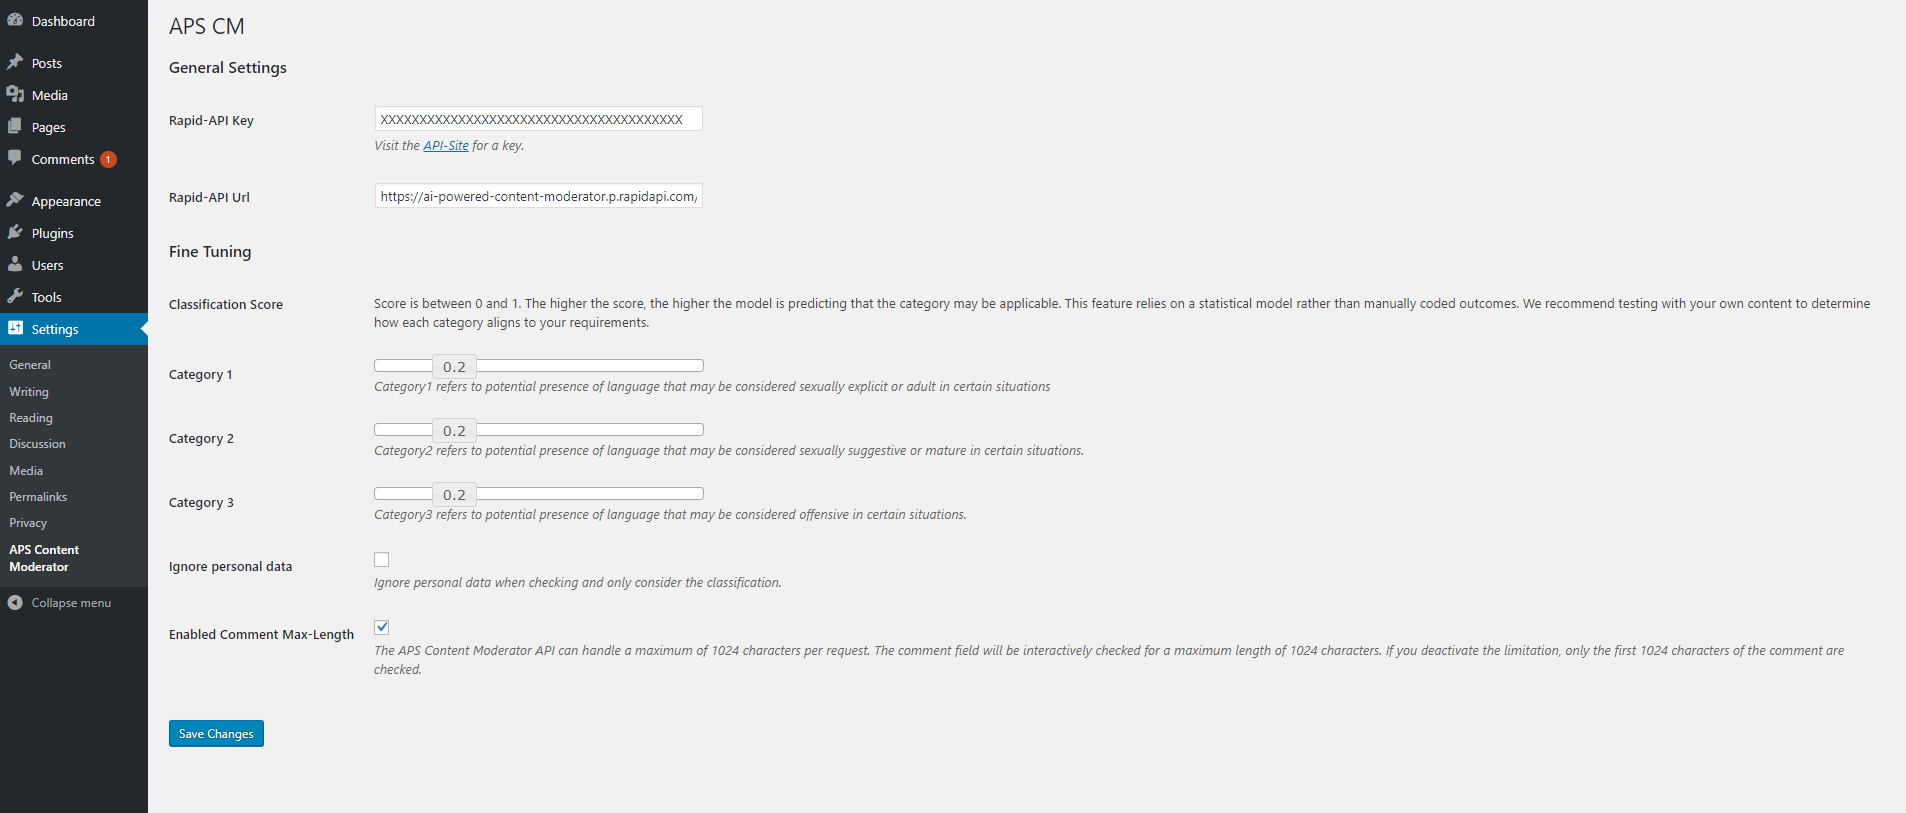 Dashboard
Posts
Media
Pages
Comments 1
Appearance
Plugins
Users
Tools
Settings
General
Writing
Reading
Discussion
Media
Permalinks
Privacy
APS Content
Moderator
Collapse menu
APS CM
General Settings
Rapid-API Key
XXXXXXXXXXXXXXXXXXXXXXXXXXXXXXXXXXXXXXX
Visit the API-Site for a key.
Rapid-API Url
https://ai-powered-content-moderator.p.rapidapi.com/
Fine Tuning
Classification Score
Score is between 0 and 1. The higher the score, the higher the model is predicting that the category may be applicable. This feature relies on a statistical model rather than manually coded outcomes. We recommend testing with your own content to determine
how each category aligns to your requirements.
Category 1
0.2
Category1 refers to potential presence of language that may be considered sexually explicit or adult in certain situations
Category 2
0.2
Category2 refers to potential presence of language that may be considered sexually suggestive or mature in certain situations.
Category 3
0.2
Category3 refers to potential presence of language that may be considered offensive in certain situations.
Ignore personal data
Ignore personal data when checking and only consider the classification.
Enabled Comment Max-Length
The APS Content Moderator API can handle a maximum of 1024 characters per request. The comment field will be interactively checked for a maximum length of 1024 characters. If you deactivate the limitation, only the first 1024 characters of the comment are
checked.
Save Changes